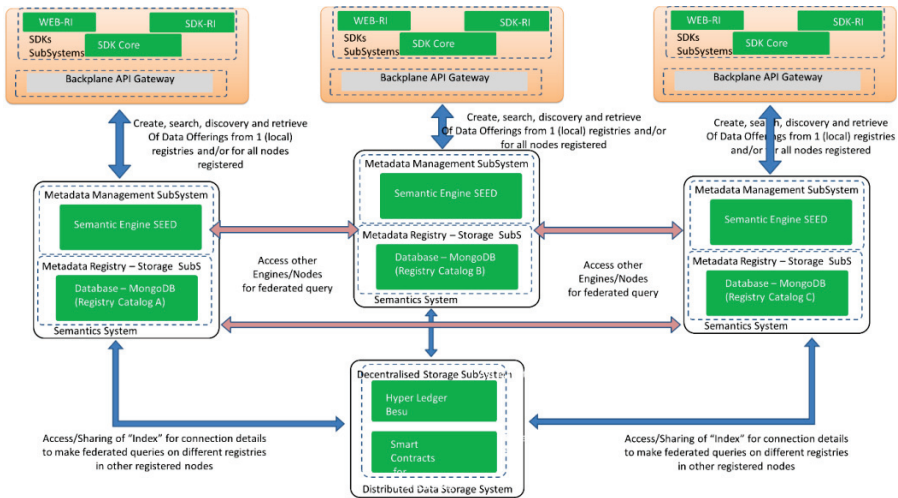 WEB-RI
SDK-RI
SDKs
SubSystems
SDK Core
Backplane API Gateway
WEB-RI
SDK-RI
SDKs
SubSystems
SDK Core
Backplane API Gateway
WEB-RI
SDK-RI
SDKs
SubSystems
SDK Core
Backplane API Gateway
Create, search, discovery and retrieve
Of Data Offerings from 1 (local) registries
and/or for all nodes
registered
Create, search, discovery and retrieve
Of Data Offerings from 1 (local) registries and/or
for all nodes registered
Create, search, discovery and retrieve
Of Data Offerings from 1 (local) registries
and/or for all nodes registered
Metadata Management SubSystem
Semantic Engine SEED
Metadata Registry – Storage SubS
Database – MongoDB
(Registry Catalog A)
Semantics System
Metadata Management SubSystem
Semantic Engine SEED
Metadata Registry – Storage SubS
Database – MongoDB
(Registry Catalog B)
Semantics System
Metadata Management SubSystem
Semantic Engine SEED
Metadata Registry – Storage SubS
Database – MongoDB
(Registry Catalog C)
Semantics System
Access other
Engines/Nodes
for federated query
Access other
Engines/Nodes
for federated query
Decentralised Storage SubSystem
Hyper Ledger
Besu
Smart
Contracts
for
Distributed Data Storage System
Access/Sharing of "Index" for connection details
to make federated queries on different registries
in other registered nodes
Access/Sharing of "Index" for connection details
to make federated queries on different registries
in other registered nodes